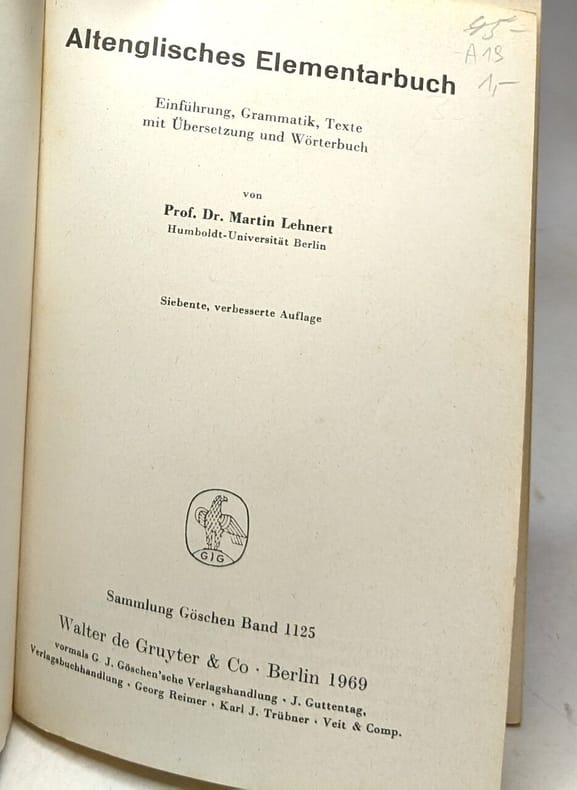 Altenglisches Elementarbuch
A19
1,—
Einführung, Grammatik, Texte
mit Übersetzung und Wörterbuch
von
Prof. Dr. Martin Lehnert
Humboldt-Universität Berlin
Siebente, verbesserte Auflage
GJG
Sammlung Göschen Band 1125
Walter de Gruyter & Co · Berlin 1969
vormals G. J. Göschen'sche Verlagshandlung · J. Guttentag,
Verlagsbuchhandlung · Georg Reimer · Karl J. Trübner · Veit & Comp.